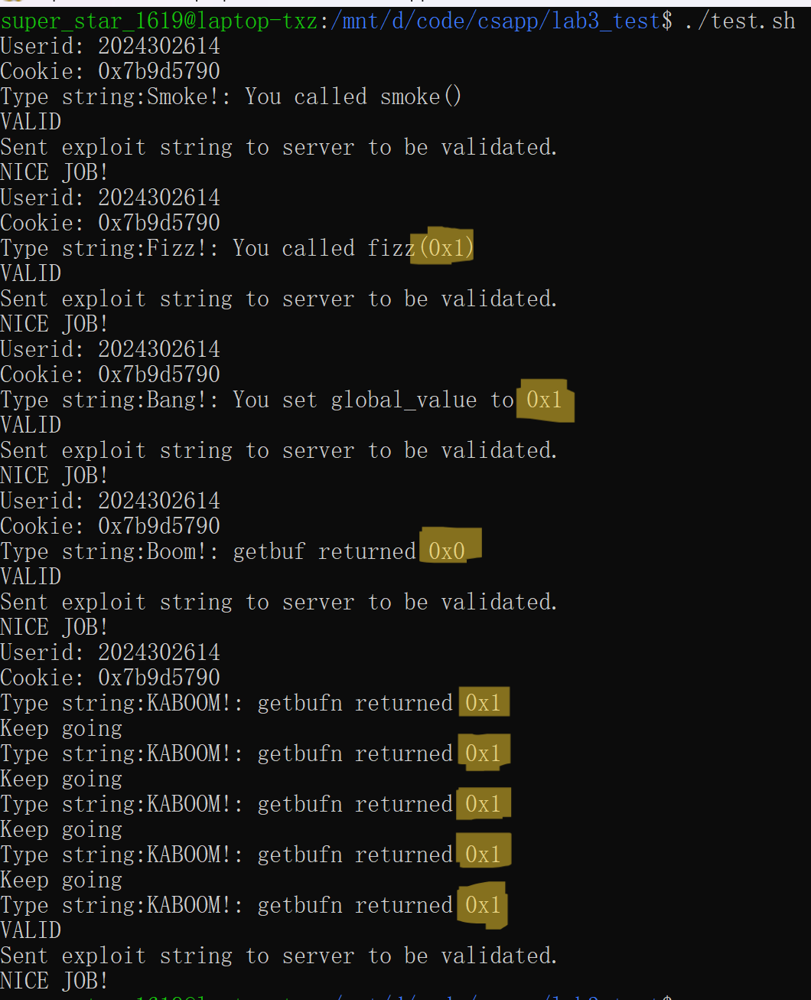 super_star_1619@laptop-txz:/mnt/d/code/csapp/lab3_test$ ./test.sh
Userid: 2024302614
Cookie: 0x7b9d5790
Type string:Smoke!: You called smoke()
VALID
Sent exploit string to server to be validated.
NICE JOB!
Userid: 2024302614
Cookie: 0x7b9d5790
Type string:Fizz!: You called fizz(0x1)
VALID
Sent exploit string to server to be validated.
NICE JOB!
Userid: 2024302614
Cookie: 0x7b9d5790
Type string:Bang!: You set global_value to 0x1
VALID
Sent exploit string to server to be validated.
NICE JOB!
Userid: 2024302614
Cookie: 0x7b9d5790
Type string:Boom!: getbuf returned 0x0
VALID
Sent exploit string to server to be validated.
NICE JOB!
Userid: 2024302614
Cookie: 0x7b9d5790
Type string:KABOOM!: getbufn returned 0x1
Keep going
Type string:KABOOM!: getbufn returned 0x1
Keep going
Type string:KABOOM!: getbufn returned 0x1
Keep going
Type string:KABOOM!: getbufn returned 0x1
Keep going
Type string:KABOOM!: getbufn returned 0x1
VALID
Sent exploit string to server to be validated.
NICE JOB!